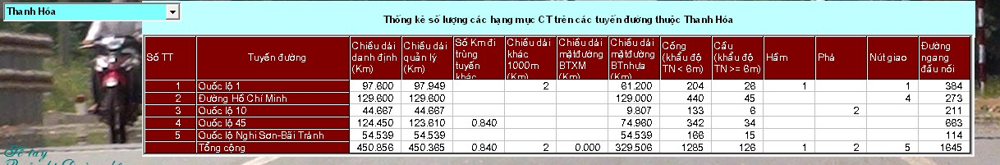 Thanh Hóa
Thống kê số lượng các hạng mục CT trên các tuyến đường thuộc Thanh Hóa
Số TT | Tuyến đường | Chiều dài danh định (Km) | Chiều dài quản lý (Km) | Số Km đi trùng tuyến khác | Chiều dài khác 1000m (Km) | Chiều dài mặt đường BTXM (Km) | Chiều dài mặt đường BTnhựa (Km) | Cống (khẩu độ TN < 6m) | Cầu (khẩu độ TN >= 6m) | Hầm | Phà | Nút giao | Đường ngang đấu nối
1 | Quốc lộ 1 | 97.600 | 97.949 | | 2 | | 61.200 | 204 | 26 | 1 | | 1 | 384
2 | Đường Hồ Chí Minh | 129.600 | 129.600 | | | | 129.000 | 440 | 45 | | | 4 | 273
3 | Quốc lộ 10 | 44.667 | 44.667 | | | | 9.807 | 133 | 6 | | 2 | | 211
4 | Quốc lộ 45 | 124.450 | 123.610 | 0.840 | | | 74.960 | 342 | 34 | | | | 663
5 | Quốc lộ Nghi Sơn-Bãi Trành | 54.539 | 54.539 | | | | 54.539 | 166 | 15 | | | | 114
Tổng cộng | 450.856 | 450.365 | 0.840 | 2 | 0.000 | 329.506 | 1285 | 126 | 1 | 2 | 5 | 1645
Sổ tay